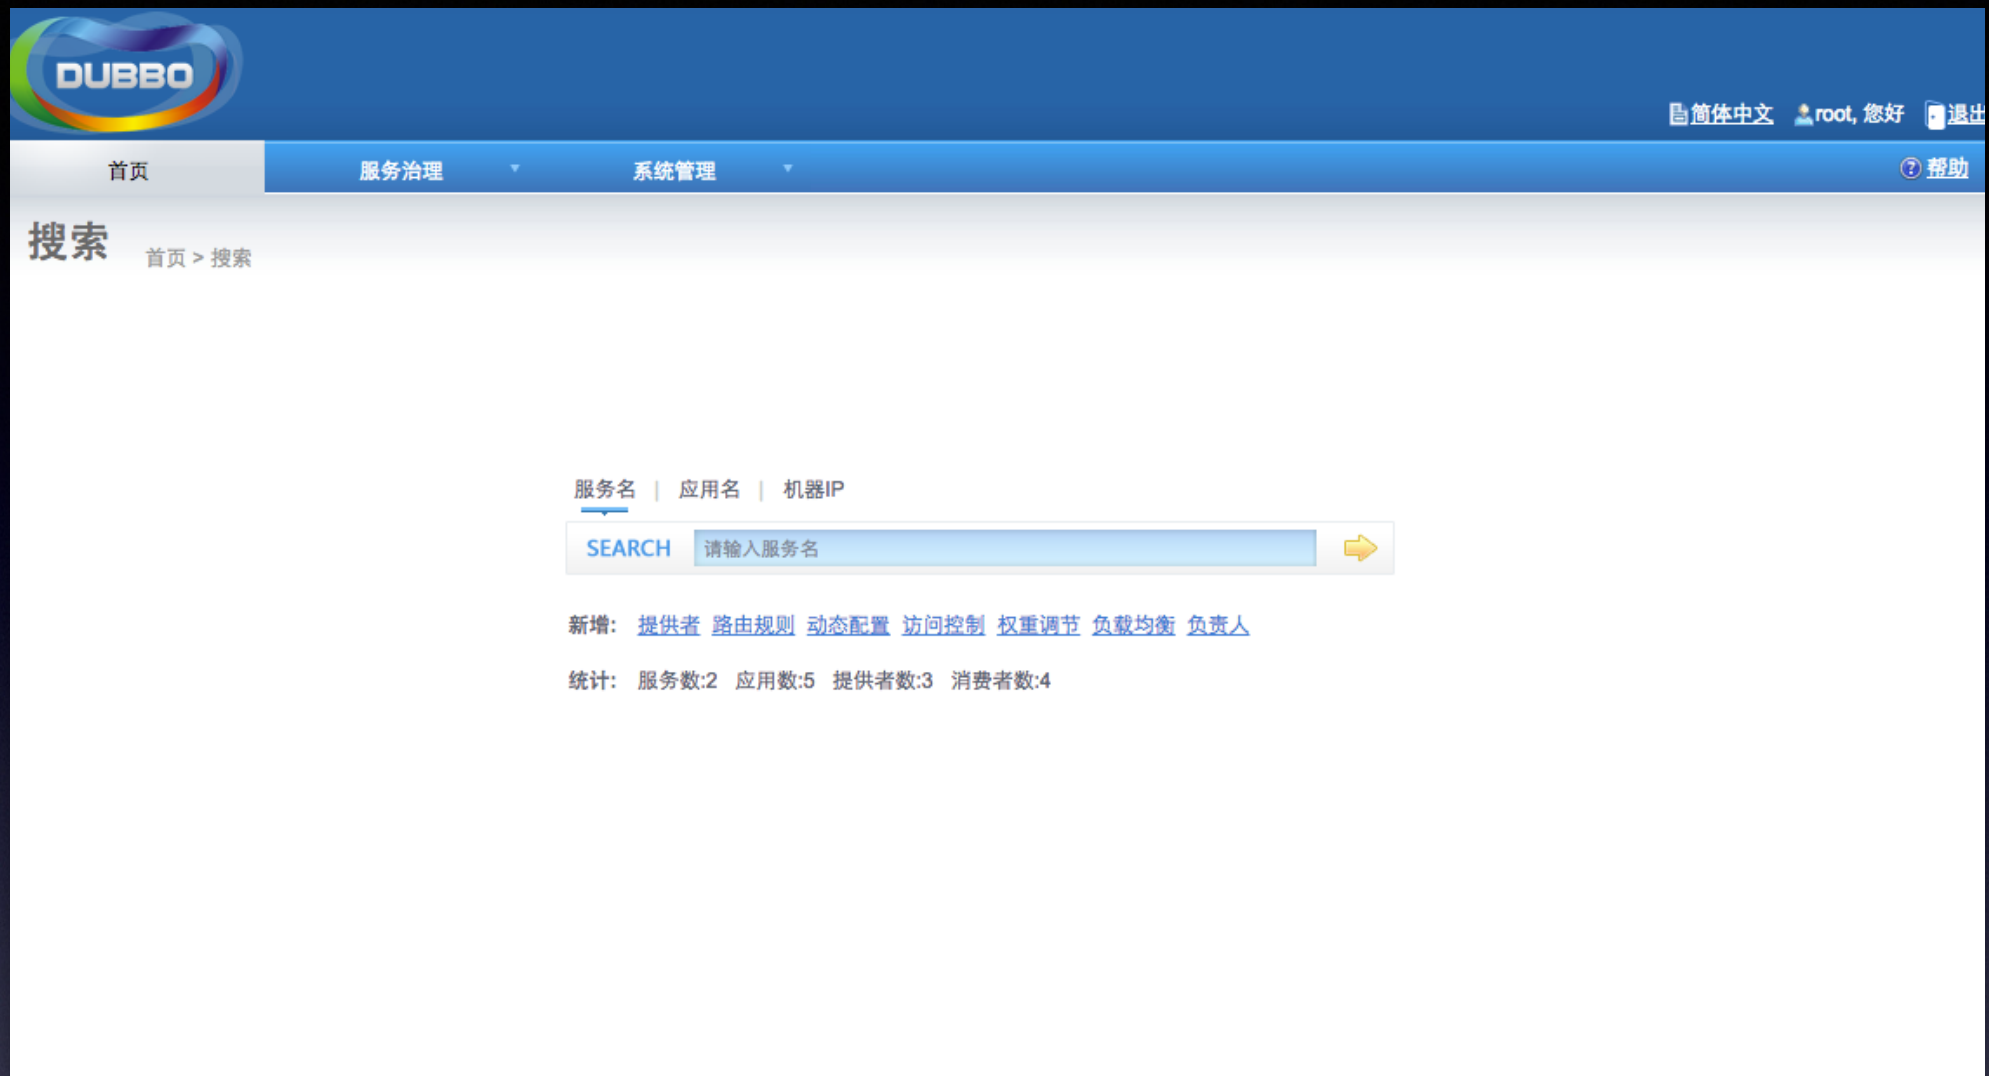 DUBBO
简体中文 root, 您好 退出
首页 服务治理 系统管理 帮助
搜索 首页 > 搜索
服务名 | 应用名 | 机器IP
SEARCH 请输入服务名
新增: 提供者 路由规则 动态配置 访问控制 权重调节 负载均衡 负责人
统计: 服务数:2 应用数:5 提供者数:3 消费者数:4